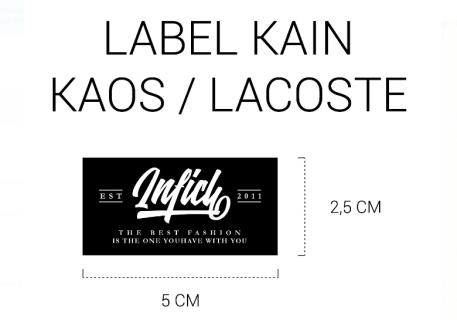 LABEL KAIN
KAOS / LACOSTE
EST Infich 2011
THE BEST FASHION
IS THE ONE YOUHAVE WITH YOU
2,5 CM
5 CM